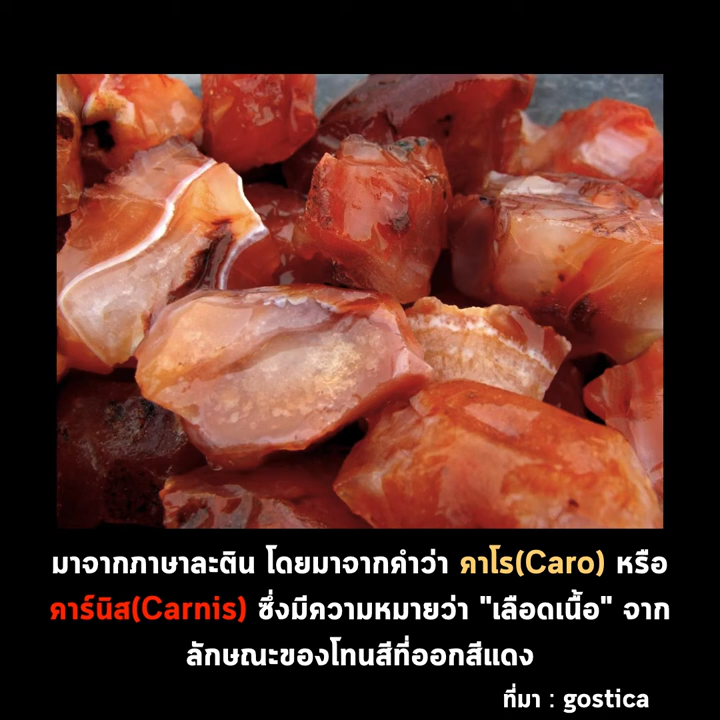 มาจากภาษาละติน โดยมาจากคำว่า คาโร(Caro) หรือ
คาร์นิส(Carnis) ซึ่งมีความหมายว่า "เลือดเนื้อ" จาก
ลักษณะของโทนสีที่ออกสีแดง
ที่มา : gostica